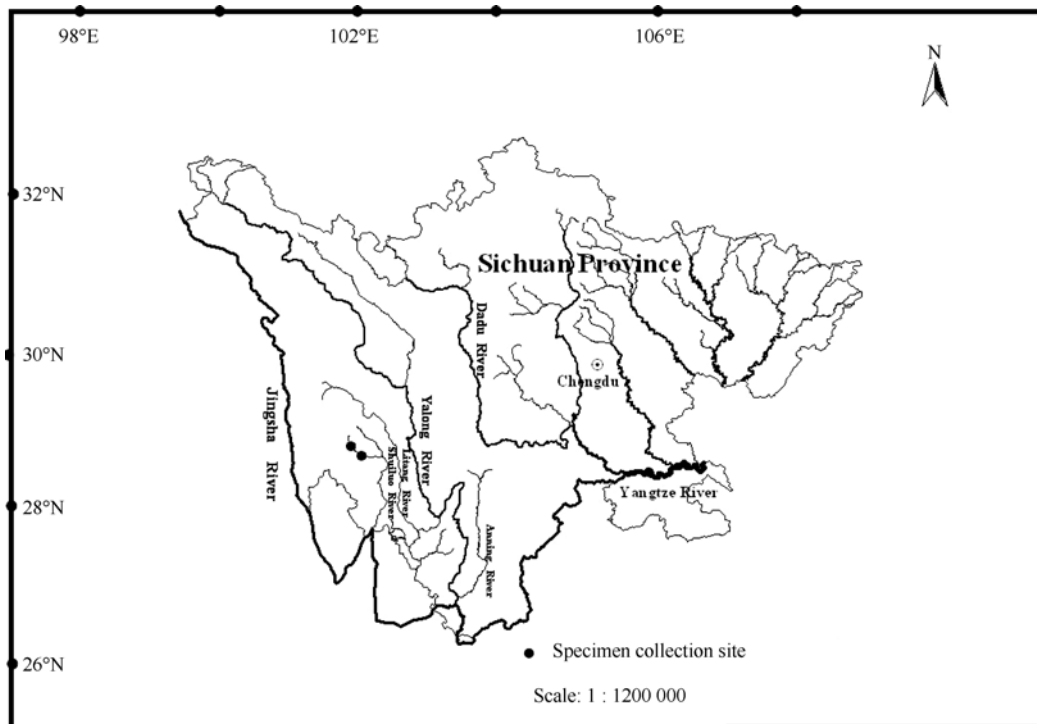 98°E 102°E 106°E
N
32°N
Sichuan Province
Dadu River
30°N
Chengdu
Jingsha River
Yalong River
Litang River
Shuiluo River
Yangtze River
28°N
Anning River
Specimen collection site
26°N
Scale: 1 : 1200 000